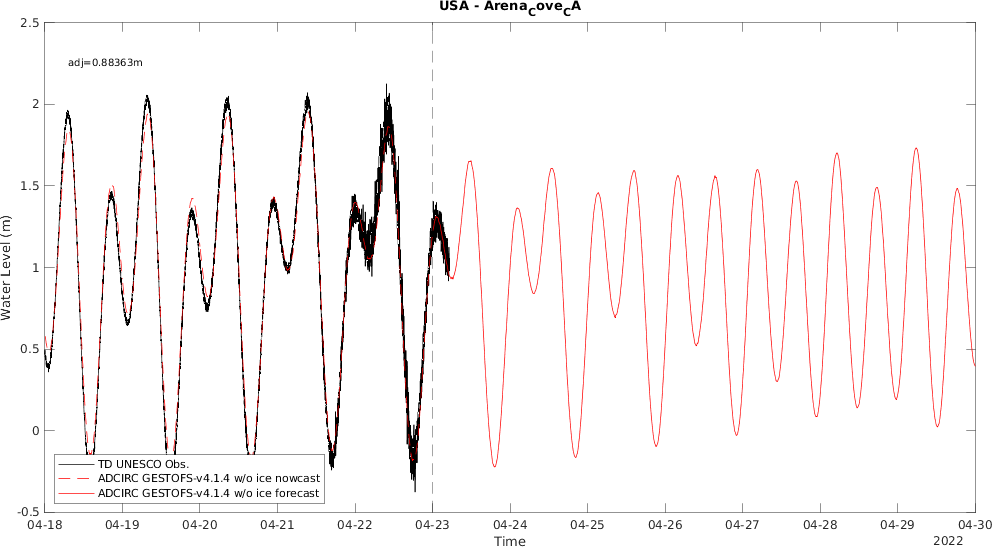 USA - ArenaCoveCA
adj=0.88363m
2.5
2
1.5
1
0.5
0
-0.5
Water Level (m)
TD UNESCO Obs.
ADCIRC GESTOFS-v4.1.4 w/o ice nowcast
ADCIRC GESTOFS-v4.1.4 w/o ice forecast
04-18 04-19 04-20 04-21 04-22 04-23 04-24 04-25 04-26 04-27 04-28 04-29 04-30
Time
2022